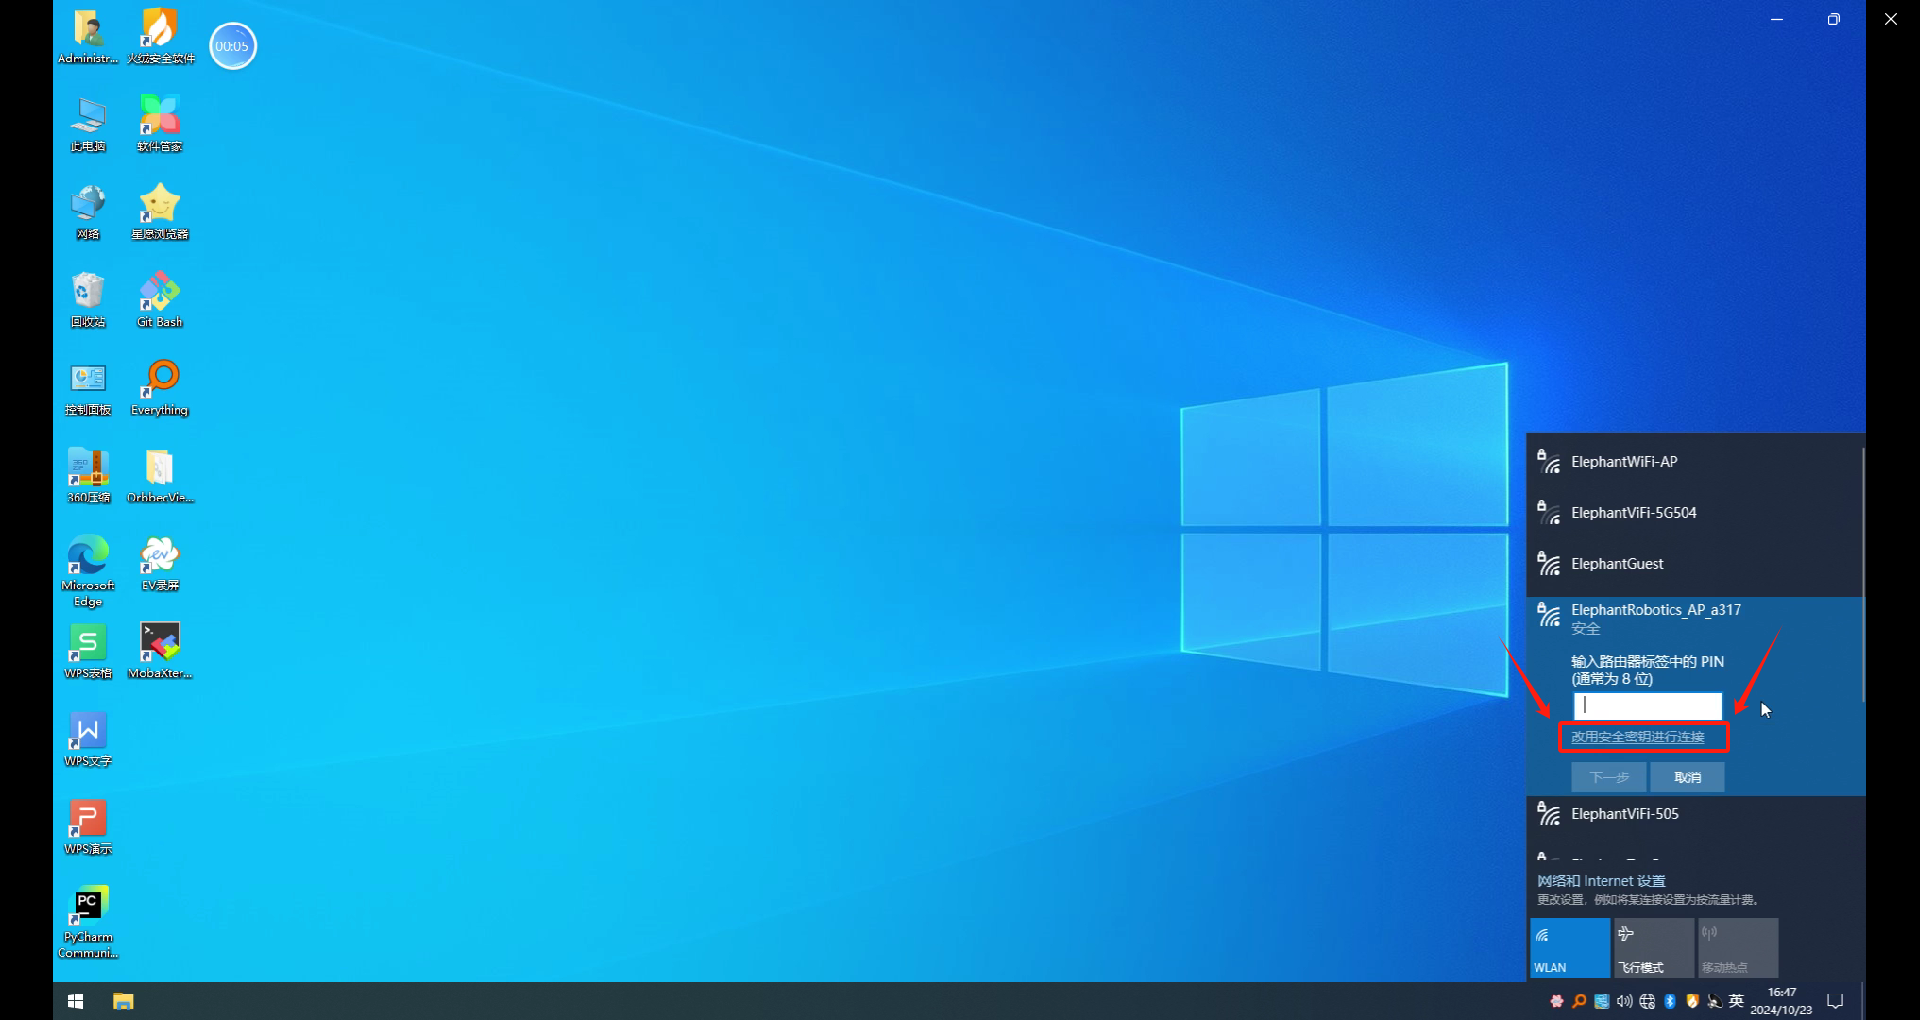 Administr...
火绒安全软件
00:05
此电脑
软件管家
网络
星愿浏览器
回收站
Git Bash
控制面板
Everything
360压缩
OrbbecVie...
Microsoft
Edge
EV录屏
WPS表格
MobaXter...
WPS文字
WPS演示
PyCharm
Communi...
ElephantWiFi-AP
ElephantViFi-5G504
ElephantGuest
ElephantRobotics_AP_a317
安全
输入路由器标签中的 PIN
(通常为 8 位)
改用安全密钥进行连接
下一步
取消
ElephantViFi-505
网络和 Internet 设置
更改设置，例如将某连接设置为按流量计费。
WLAN
飞行模式
移动热点
英
16:47
2024/10/23